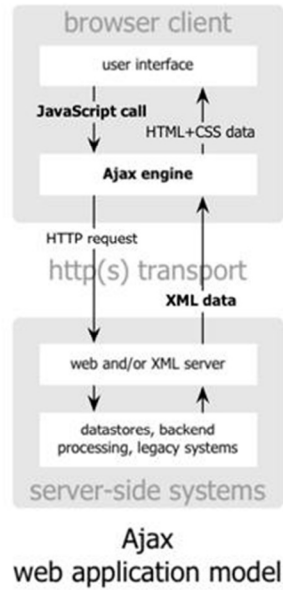 browser client
user interface
JavaScript call
HTML+CSS data
Ajax engine
HTTP request
http(s) transport
XML data
web and/or XML server
datastores, backend
processing, legacy systems
server-side systems
Ajax
web application model